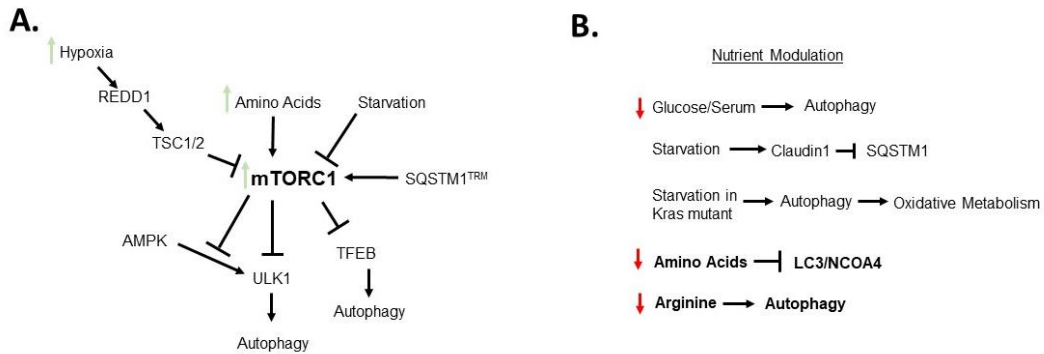 A.
Hypoxia
REDD1
TSC1/2
Amino Acids
Starvation
mTORC1
SQSTM1TRM
AMPK
ULK1
TFEB
Autophagy
Autophagy
B.
Nutrient Modulation
Glucose/Serum Autophagy
Starvation Claudin1 SQSTM1
Starvation in
Kras mutant Autophagy Oxidative Metabolism
Amino Acids LC3/NCOA4
Arginine Autophagy